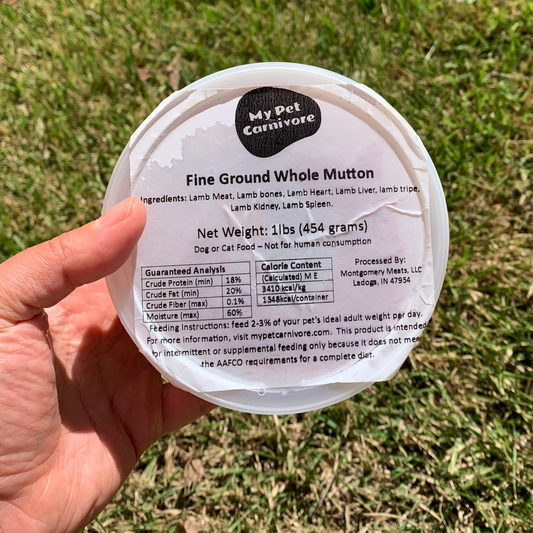 My Pet
Carnivore
Fine Ground Whole Mutton
Ingredients: Lamb Meat, Lamb bones, Lamb Heart, Lamb Liver, lamb tripe,
Lamb Kidney, Lamb Spleen.
Net Weight: 1lbs (454 grams)
Dog or Cat Food – Not for human consumption
Guaranteed Analysis
Crude Protein (min) 18%
Crude Fat (min) 20%
Crude Fiber (max) 0.1%
Moisture (max) 60%
Calorie Content
(Calculated) M E
3410 kcal/kg
1548kcal/container
Processed By:
Montgomery Meats, LLC
Ladoga, IN 47954
Feeding Instructions: feed 2-3% of your pet's ideal adult weight per day.
For more information, visit mypetcarnivore.com. This product is intended
for intermittent or supplemental feeding only because it does not meet
the AAFCO requirements for a complete diet.